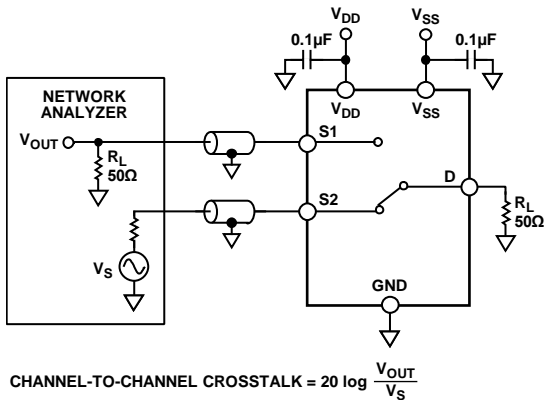 V_DD
V_SS
0.1µF
0.1µF
NETWORK
ANALYZER
V_DD
V_SS
V_OUT
S1
R_L
50Ω
S2
D
R_L
50Ω
V_S
GND
CHANNEL-TO-CHANNEL CROSSTALK = 20 log V_OUT / V_S